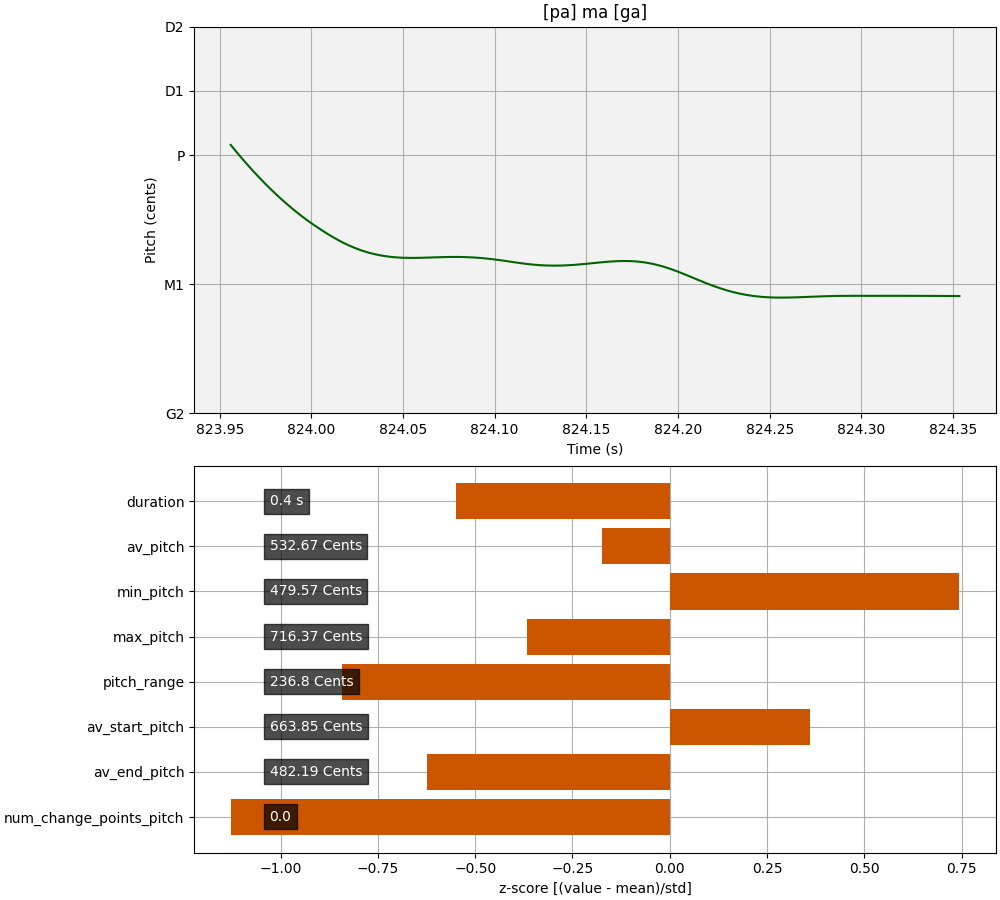 [pa] ma [ga]
D2
D1
P
M1
G2
Pitch (cents)
823.95 824.00 824.05 824.10 824.15 824.20 824.25 824.30 824.35
Time (s)
duration 0.4 s
av_pitch 532.67 Cents
min_pitch 479.57 Cents
max_pitch 716.37 Cents
pitch_range 236.8 Cents
av_start_pitch 663.85 Cents
av_end_pitch 482.19 Cents
num_change_points_pitch 0.0
−1.00 −0.75 −0.50 −0.25 0.00 0.25 0.50 0.75
z-score [(value - mean)/std]